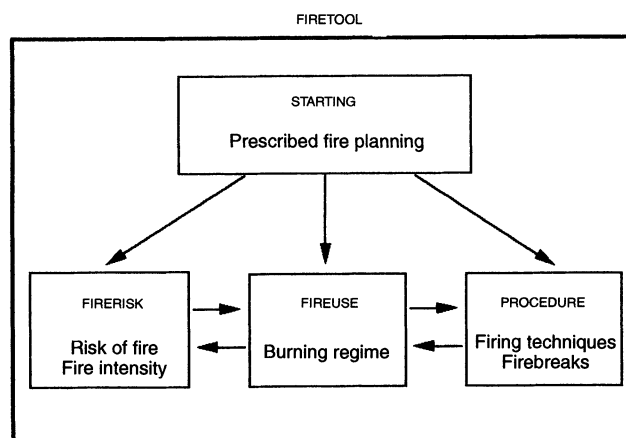 FIRETOOL
STARTING
Prescribed fire planning
FIRERISK
Risk of fire
Fire intensity
FIREUSE
Burning regime
PROCEDURE
Firing techniques
Firebreaks